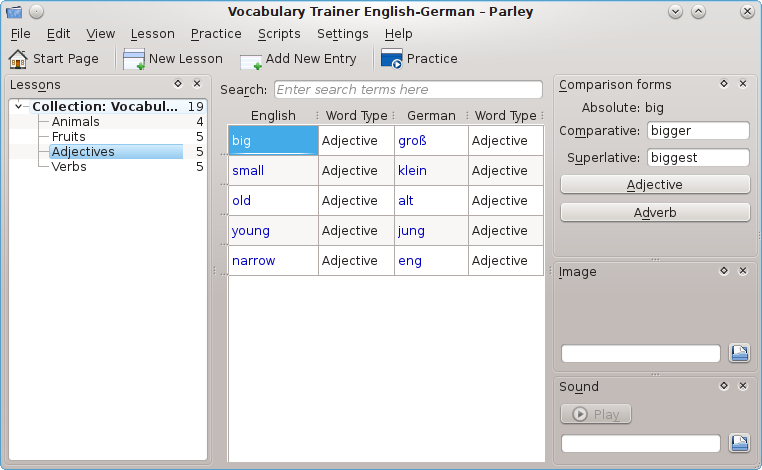 Vocabulary Trainer English-German – Parley
File Edit View Lesson Practice Scripts Settings Help
Start Page New Lesson Add New Entry Practice
Lessons
Collection: Vocabul... 19
Animals 4
Fruits 5
Adjectives 5
Verbs 5
Search: Enter search terms here
English Word Type German Word Type
big Adjective groß Adjective
small Adjective klein Adjective
old Adjective alt Adjective
young Adjective jung Adjective
narrow Adjective eng Adjective
Comparison forms
Absolute: big
Comparative: bigger
Superlative: biggest
Adjective
Adverb
Image
Sound
Play